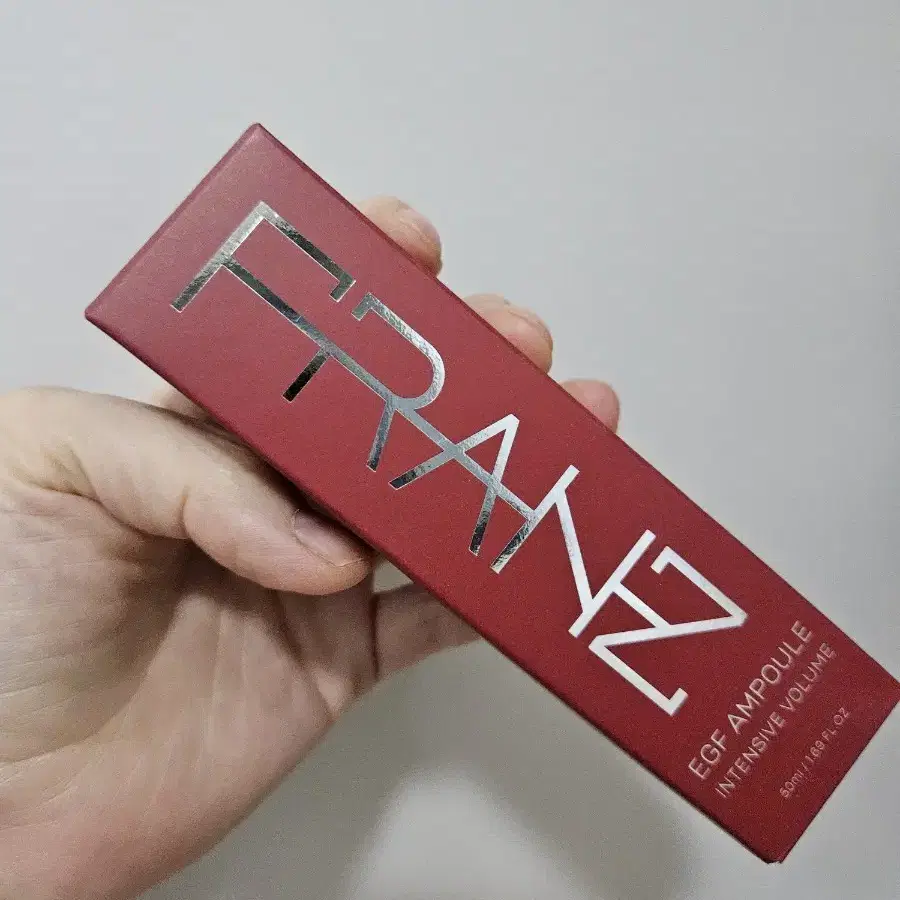 FRANZ
EGF AMPOULE
INTENSIVE VOLUME
50ml / 1.69 FL.OZ